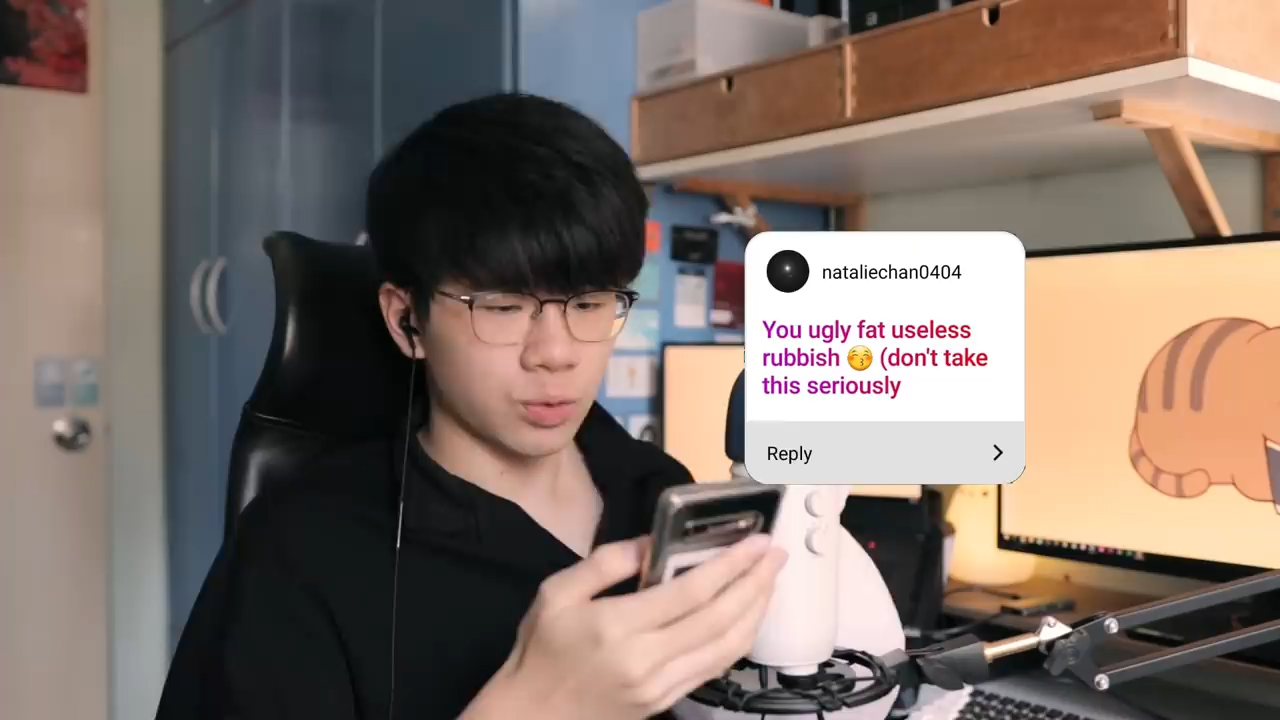 nataliechan0404
You ugly fat useless
rubbish 😚 (don't take
this seriously
Reply